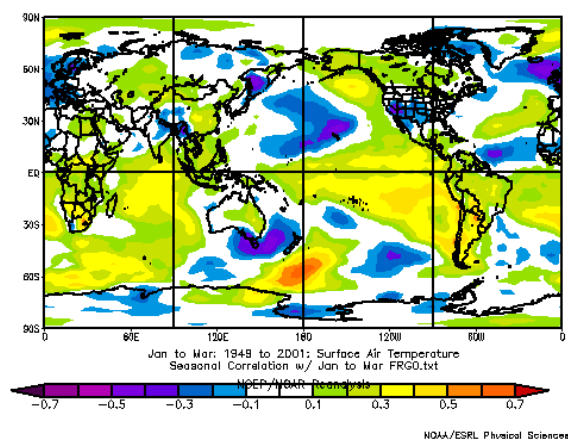 90N
60N
30N
EQ
30S
60S
90S
0 60E 120E 180 120W 60W 0
Jan to Mar: 1948 to 2001: Surface Air Temperature
Seasonal Correlation w/ Jan to Mar FRGO.txt
NCEP/NCAR Reanalysis
-0.7 -0.5 -0.3 -0.1 0.1 0.3 0.5 0.7
NOAA/ESRL Physical Sciences